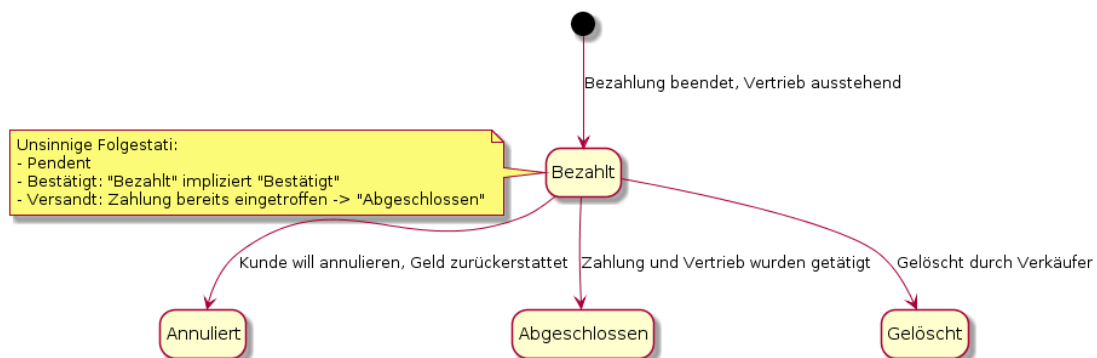 Bezahlung beendet, Vertrieb ausstehend
Unsinnige Folgestati:
- Pendent
- Bestätigt: "Bezahlt" impliziert "Bestätigt"
- Versandt: Zahlung bereits eingetroffen -> "Abgeschlossen"
Bezahlt
Kunde will annulieren, Geld zurückerstattet
Zahlung und Vertrieb wurden getätigt
Gelöscht durch Verkäufer
Annuliert
Abgeschlossen
Gelöscht